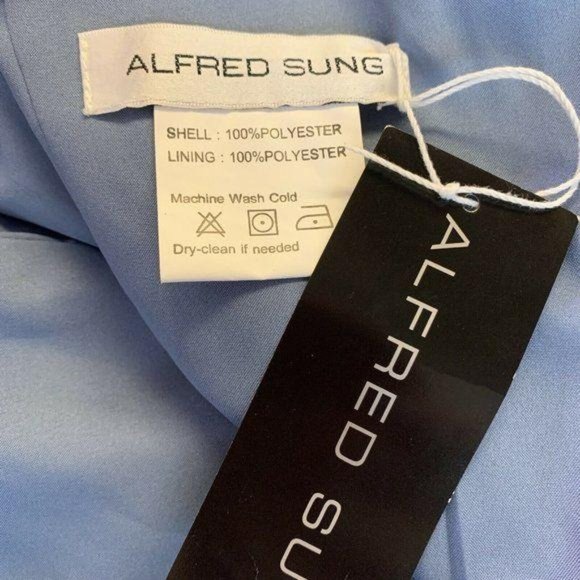 ALFRED SUNG
SHELL : 100%POLYESTER
LINING : 100%POLYESTER
Machine Wash Cold
Dry-clean if needed
ALFRED SU